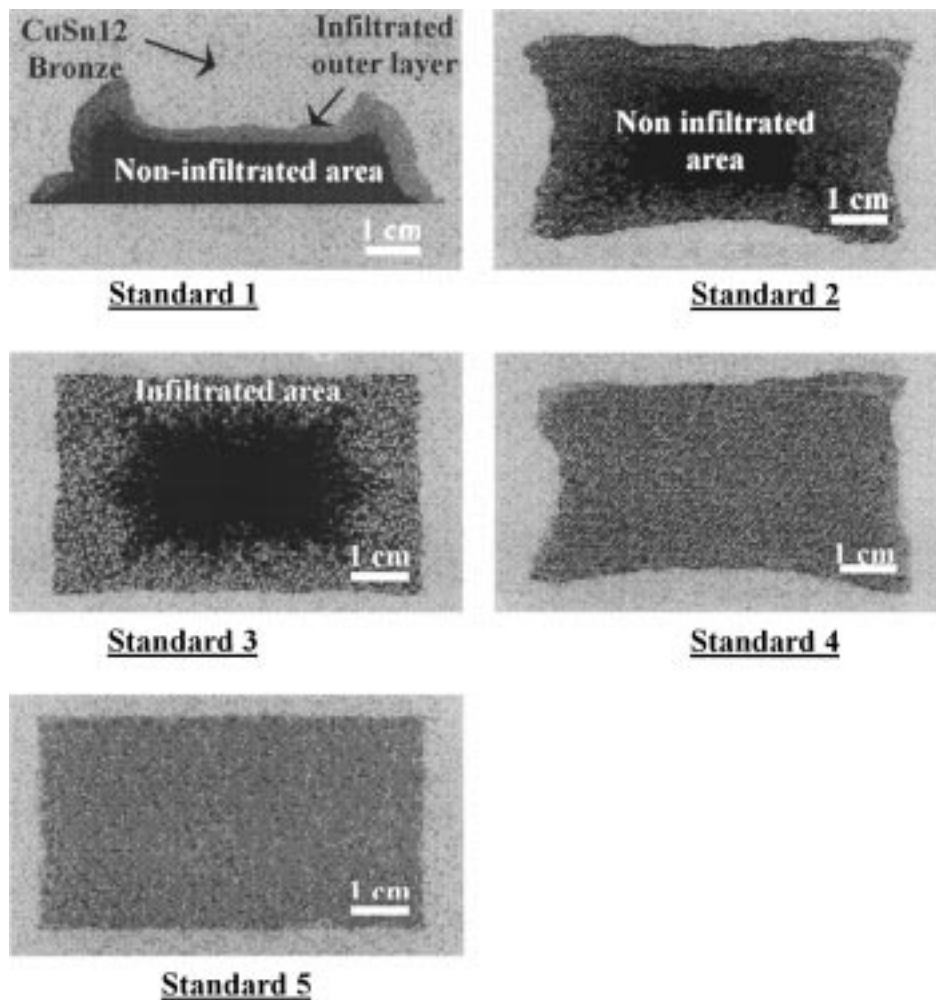 CuSn12
Bronze
Infiltrated
outer layer
Non-infiltrated area
1 cm
Standard 1
Non infiltrated
area
1 cm
Standard 2
Infiltrated area
1 cm
Standard 3
1 cm
Standard 4
1 cm
Standard 5